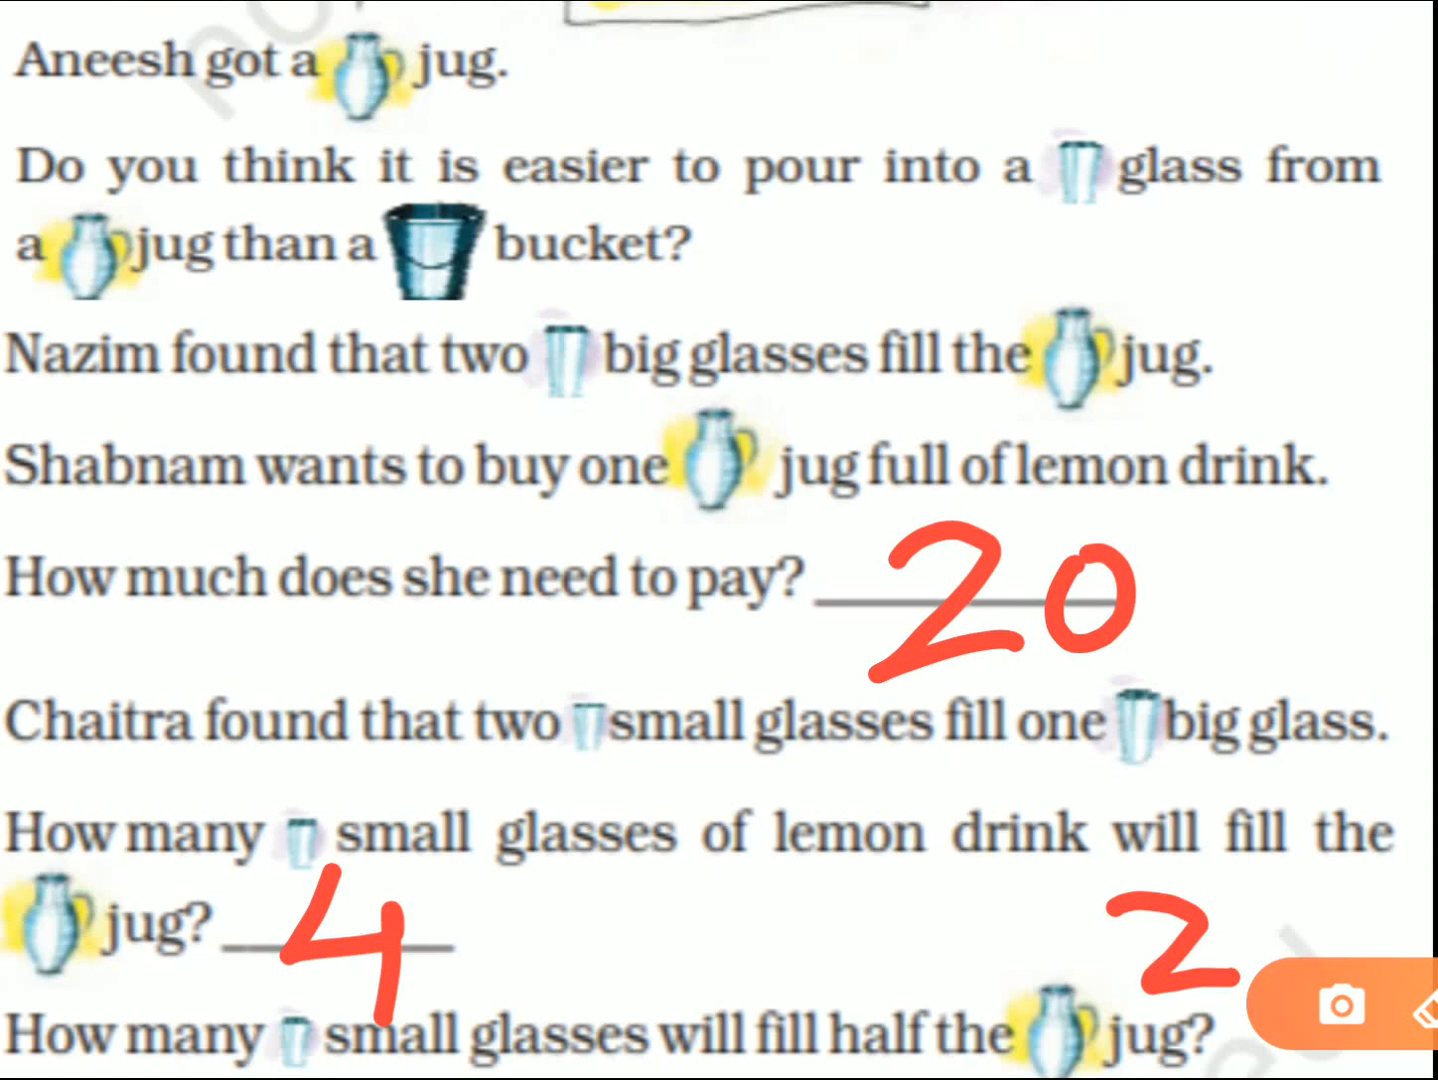 Aneesh got a jug.
Do you think it is easier to pour into a glass from
a jug than a bucket?
Nazim found that two big glasses fill the jug.
Shabnam wants to buy one jug full of lemon drink.
How much does she need to pay? 20
Chaitra found that two small glasses fill one big glass.
How many small glasses of lemon drink will fill the
jug? 4
2
How many small glasses will fill half the jug?